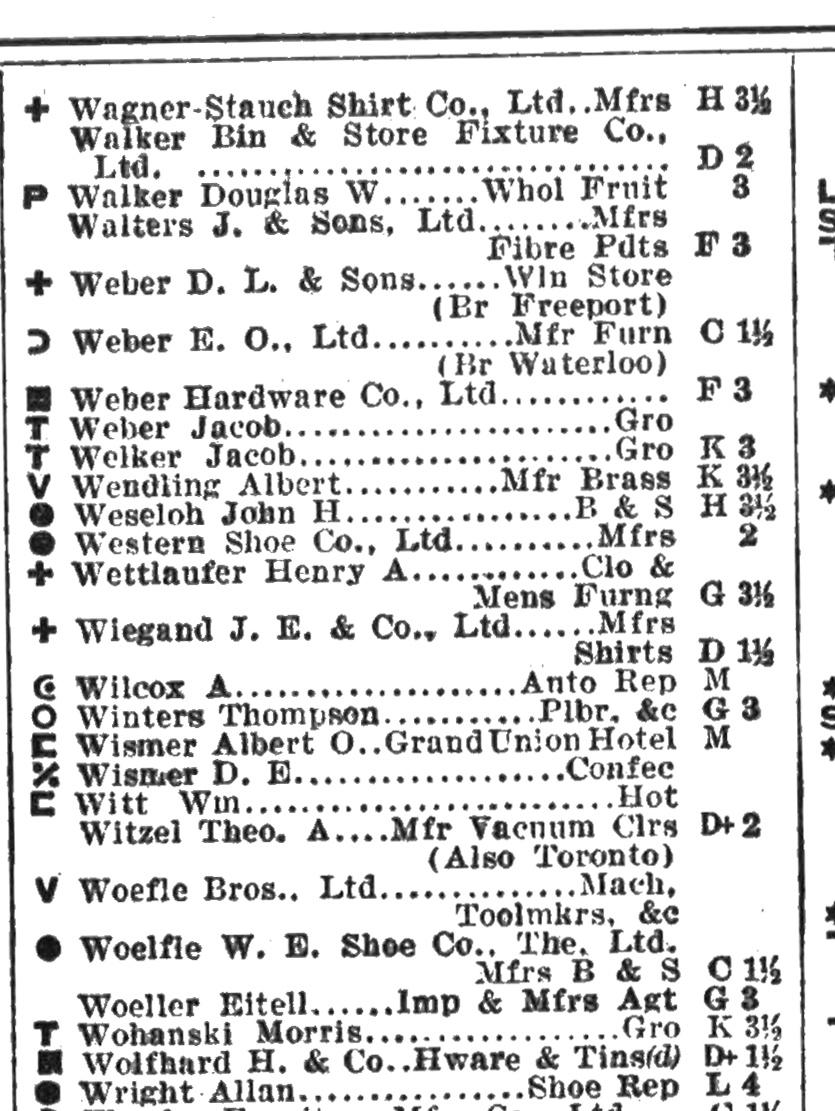 + Wagner-Stauch Shirt Co., Ltd..Mfrs H 3½
Walker Bin & Store Fixture Co.,
Ltd. ...................................... D 2
P Walker Douglas W.......Whol Fruit 3
Walters J. & Sons, Ltd........Mfrs
Fibre Pdts F 3
+ Weber D. L. & Sons......Win Store
(Br Freeport)
Weber E. O., Ltd..........Mfr Furn C 1½
(Br Waterloo)
Weber Hardware Co., Ltd............ F 3
T Weber Jacob.......................Gro
T Welker Jacob......................Gro K 3
V Wendling Albert...........Mfr Brass K 3½
● Weseloh John H................B & S H 3½
● Western Shoe Co., Ltd..........Mfrs 2
+ Wettlaufer Henry A............Clo &
Mens Furng G 3½
+ Wiegand J. E. & Co., Ltd......Mfrs
Shirts D 1½
Wilcox A....................Auto Rep M
O Winters Thompson...........Plbr, &c G 3
Wismer Albert O..Grand Union Hotel M
Wismer D. E..................Confec
Witt Wm..........................Hot
Witzel Theo. A....Mfr Vacuum Clrs D+ 2
(Also Toronto)
V Woefle Bros., Ltd..............Mach,
Toolmkrs, &c
● Woelfle W. E. Shoe Co., The, Ltd.
Mfrs B & S C 1½
Woeller Eitell......Imp & Mfrs Agt G 3
T Wohanski Morris..................Gro K 3½
Wolfhard H. & Co..Hware & Tins(d) D+ 1½
● Wright Allan................Shoe Rep L 4